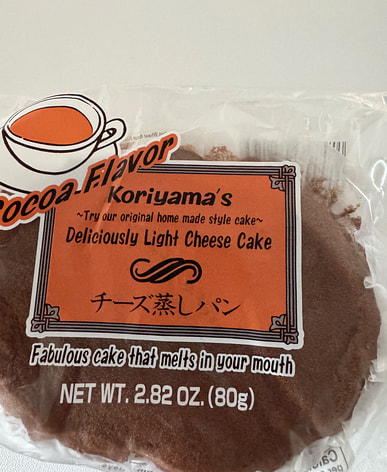 Cocoa Flavor
Koriyama's
~Try our original home made style cake~
Deliciously Light Cheese Cake
チーズ蒸しパン
Fabulous cake that melts in your mouth
NET WT. 2.82 OZ. (80g)